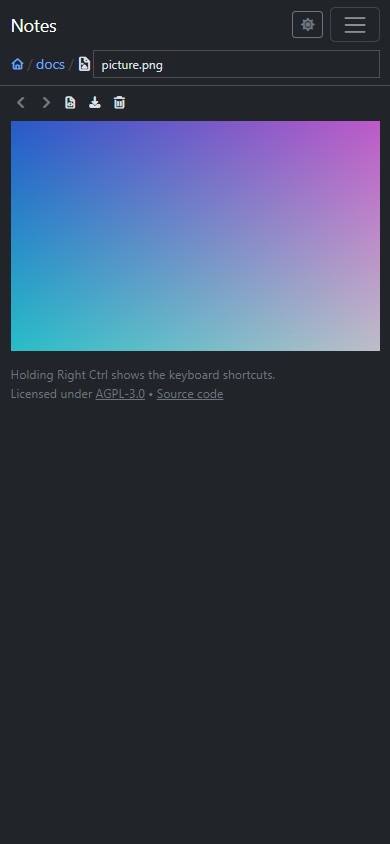 Notes
/ docs / picture.png
Holding Right Ctrl shows the keyboard shortcuts.
Licensed under AGPL-3.0 • Source code